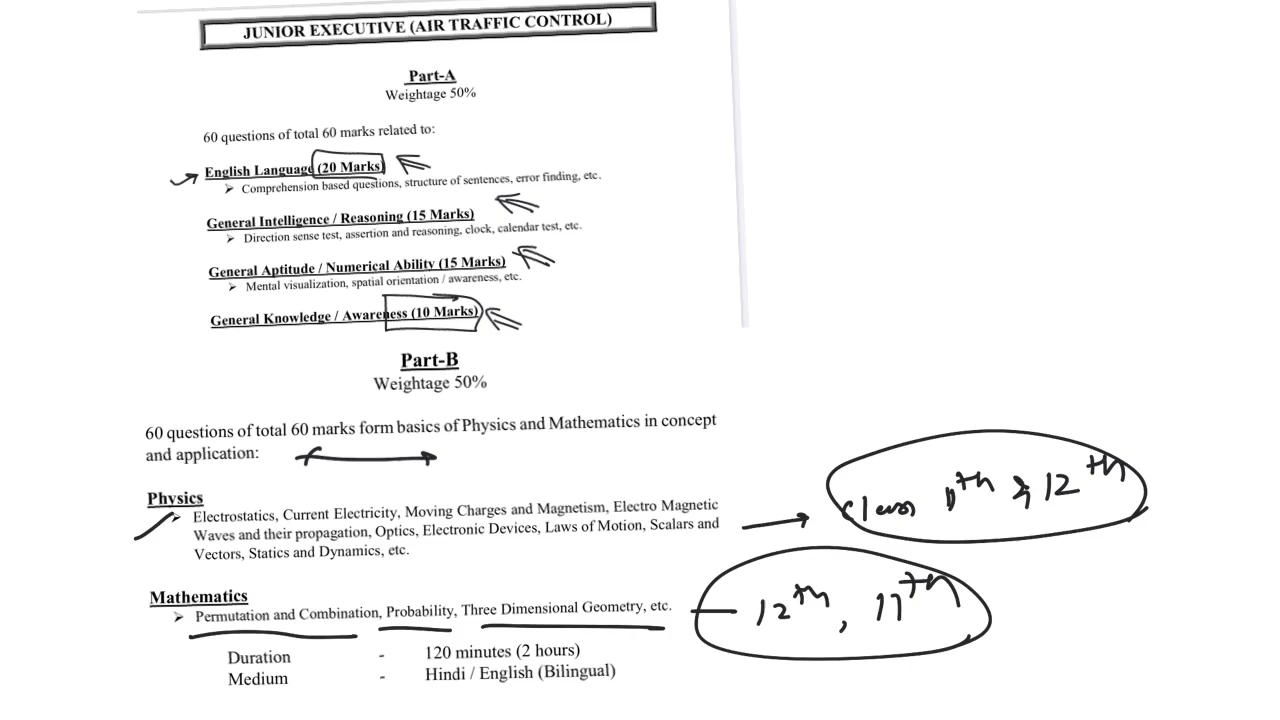 JUNIOR EXECUTIVE (AIR TRAFFIC CONTROL)
Part-A
Weightage 50%
60 questions of total 60 marks related to:
English Language (20 Marks)
➢ Comprehension based questions, structure of sentences, error finding, etc.
General Intelligence / Reasoning (15 Marks)
➢ Direction sense test, assertion and reasoning, clock, calendar test, etc.
General Aptitude / Numerical Ability (15 Marks)
➢ Mental visualization, spatial orientation / awareness, etc.
General Knowledge / Awareness (10 Marks)
Part-B
Weightage 50%
60 questions of total 60 marks form basics of Physics and Mathematics in concept
and application:
Physics
➢ Electrostatics, Current Electricity, Moving Charges and Magnetism, Electro Magnetic
Waves and their propagation, Optics, Electronic Devices, Laws of Motion, Scalars and
Vectors, Statics and Dynamics, etc.
Class 11th & 12th
Mathematics
➢ Permutation and Combination, Probability, Three Dimensional Geometry, etc.
12th, 11th
Duration - 120 minutes (2 hours)
Medium - Hindi / English (Bilingual)